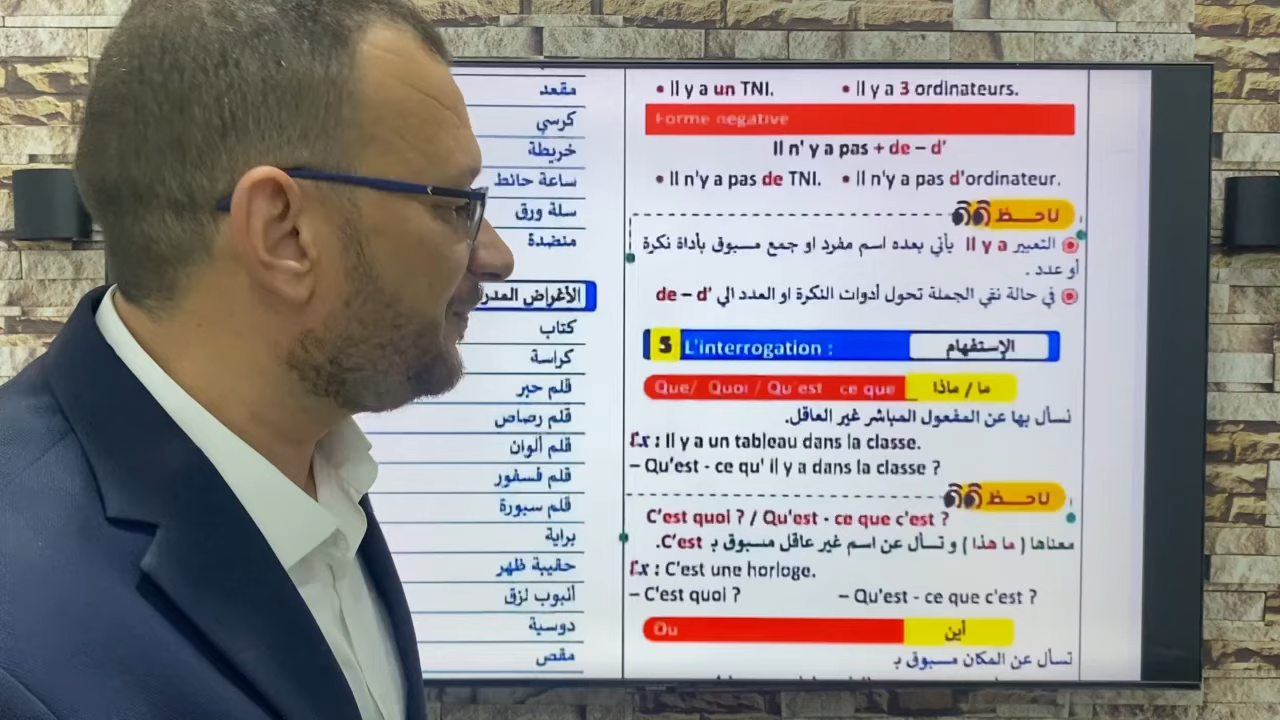 مقعد
كرسي
خريطة
ساعة حائط
سلة ورق
منضدة
كتاب
كراسة
قلم حبر
قلم رصاص
قلم ألوان
قلم فسفور
قلم سبورة
براية
حقيبة ظهر
أنبوب لزق
دوسية
مقص
الأغراض
• Il y a un TNI. • Il y a 3 ordinateurs.
Forme negative
Il n' y a pas + de – d'
• Il n'y a pas de TNI. • Il n'y a pas d'ordinateur.
لاحــظ
التعبير Il y a يأتي بعده اسم مفرد او جمع مسبوق بأداة نكرة
أو عدد .
في حالة نفي الجملة تحول أدوات النكرة او العدد الي de – d'
5 L'interrogation : الإستفهام
Que/ Quoi / Qu est ce que ما / ماذا
نسأل بها عن المفعول المباشر غير العاقل.
Ex : Il y a un tableau dans la classe.
– Qu'est - ce qu' il y a dans la classe ?
لاحــظ
C'est quoi ? / Qu'est - ce que c'est ?
معناها ( ما هذا ) و تسأل عن اسم غير عاقل مسبوق بـ C'est.
Ex : C'est une horloge.
– C'est quoi ? – Qu'est - ce que c'est ?
Ou أين
تسأل عن المكان مسبوق بـ